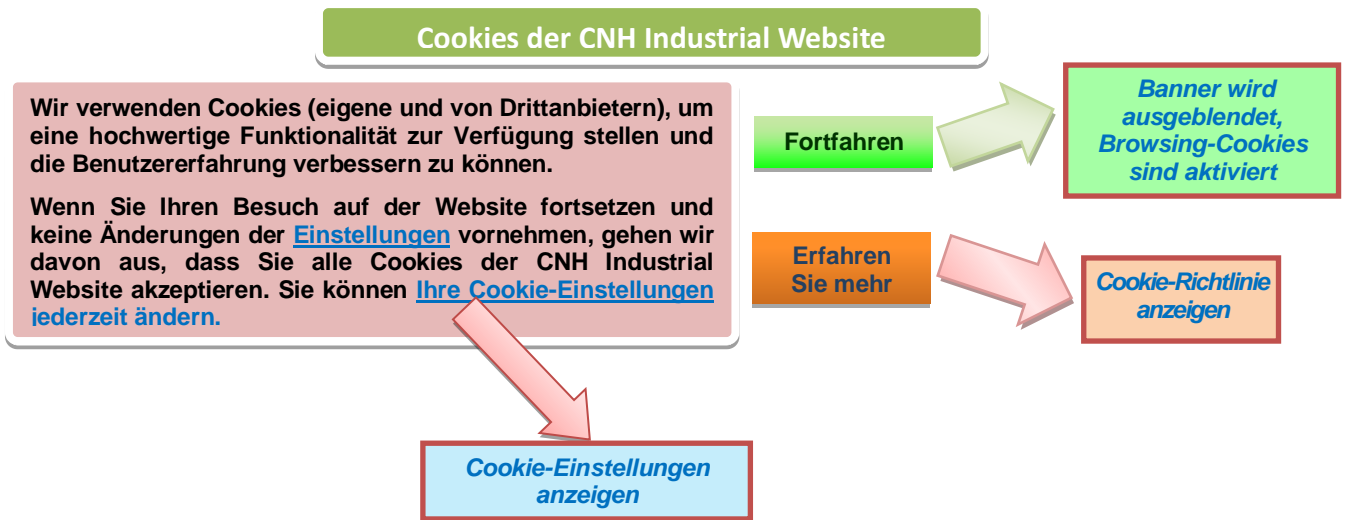 Cookies der CNH Industrial Website
Wir verwenden Cookies (eigene und von Drittanbietern), um
eine hochwertige Funktionalität zur Verfügung stellen und
die Benutzererfahrung verbessern zu können.
Wenn Sie Ihren Besuch auf der Website fortsetzen und
keine Änderungen der Einstellungen vornehmen, gehen wir
davon aus, dass Sie alle Cookies der CNH Industrial
Website akzeptieren. Sie können Ihre Cookie-Einstellungen
jederzeit ändern.
Fortfahren
Banner wird
ausgeblendet,
Browsing-Cookies
sind aktiviert
Erfahren
Sie mehr
Cookie-Richtlinie
anzeigen
Cookie-Einstellungen
anzeigen